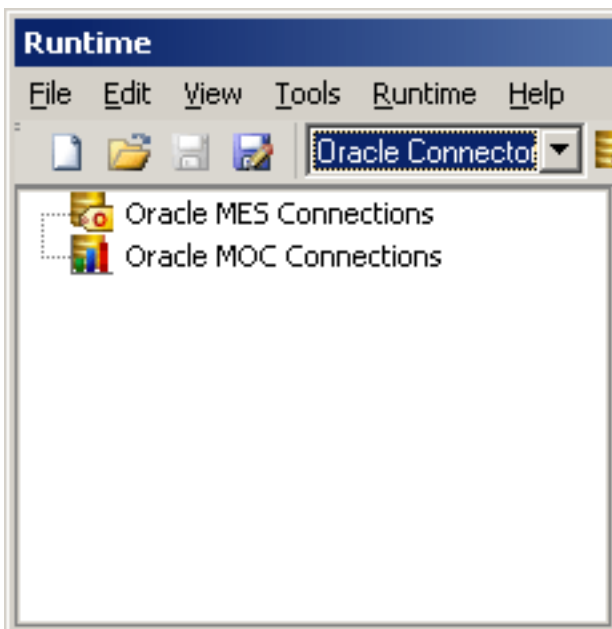 Runtime
File Edit View Tools Runtime Help
Oracle Connector
Oracle MES Connections
Oracle MOC Connections